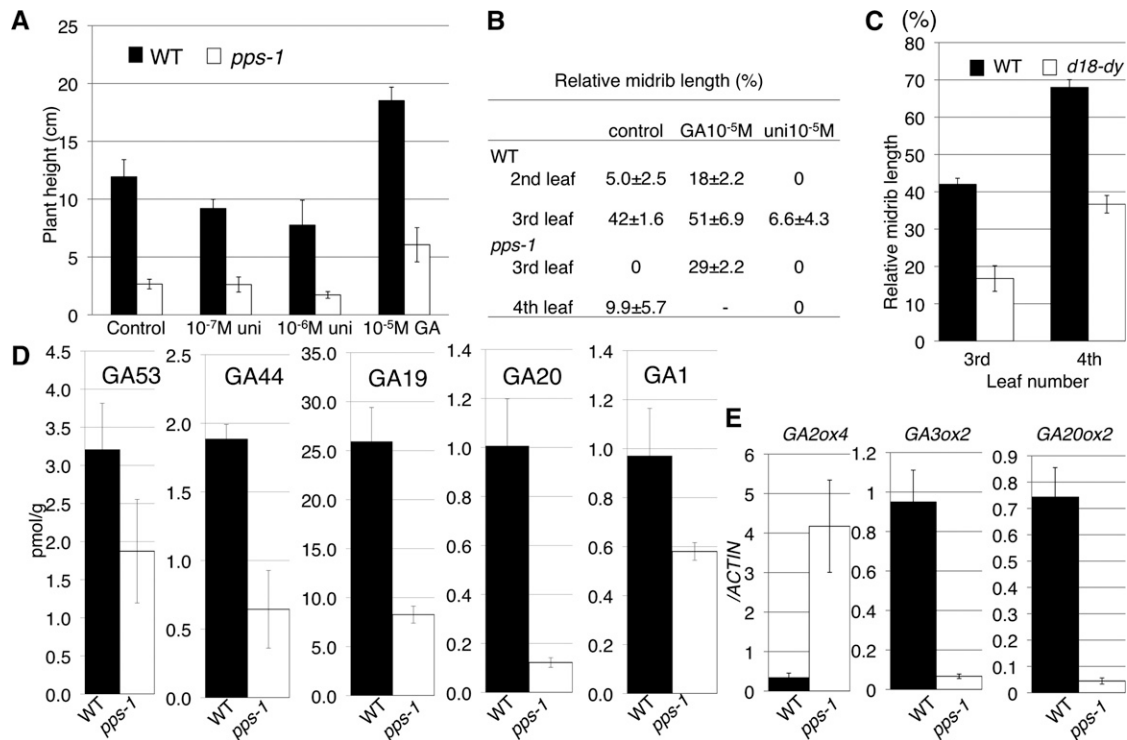 A
25
20
15
10
5
0
Plant height (cm)
WT pps-1
Control 10-7M uni 10-6M uni 10-5M GA
B
Relative midrib length (%)
control GA10-5M uni10-5M
WT
2nd leaf 5.0±2.5 18±2.2 0
3rd leaf 42±1.6 51±6.9 6.6±4.3
pps-1
3rd leaf 0 29±2.2 0
4th leaf 9.9±5.7 - 0
C (%)
80
70
60
50
40
30
20
10
Relative midrib length
WT d18-dy
3rd 4th
Leaf number
D
pmol/g
GA53
4.5
4.0
3.5
3.0
2.5
2.0
1.5
1.0
0.5
0.0
WT pps-1
GA44
2.5
2.0
1.5
1.0
0.5
0.0
WT pps-1
GA19
35.0
30.0
25.0
20.0
15.0
10.0
5.0
0.0
WT pps-1
GA20
1.4
1.2
1.0
0.8
0.6
0.4
0.2
0.0
WT pps-1
GA1
1.4
1.2
1.0
0.8
0.6
0.4
0.2
0.0
WT pps-1
E
/ACTIN
GA2ox4
6
5
4
3
2
1
0
WT pps-1
GA3ox2
1.2
1
0.8
0.6
0.4
0.2
0
WT pps-1
GA20ox2
0.9
0.8
0.7
0.6
0.5
0.4
0.3
0.2
0.1
0
WT pps-1